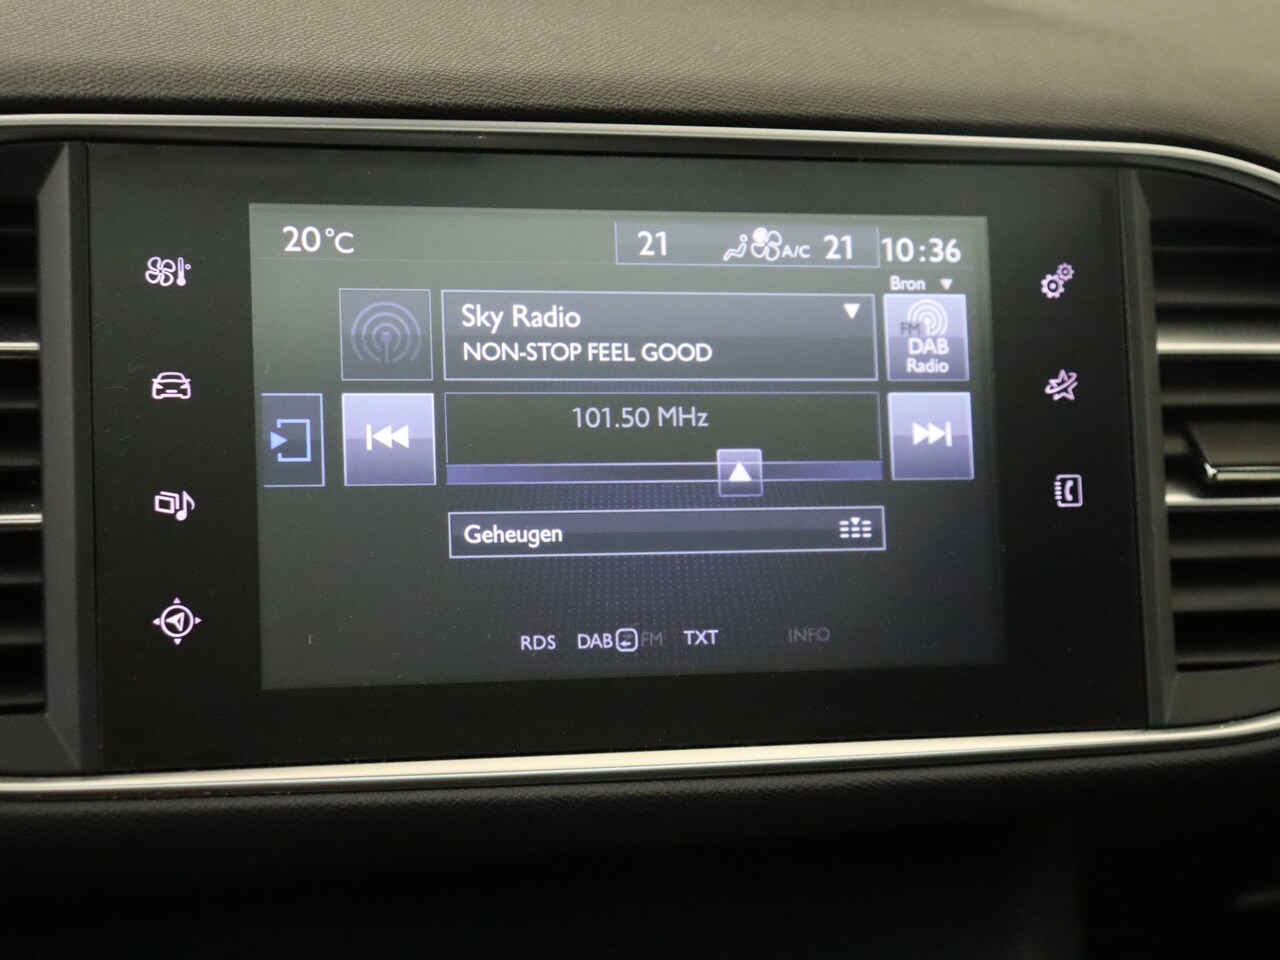 20°C
21 A/C 21 10:36
Bron
Sky Radio
NON-STOP FEEL GOOD
FM
DAB
Radio
101.50 MHz
Geheugen
RDS DAB FM TXT INFO